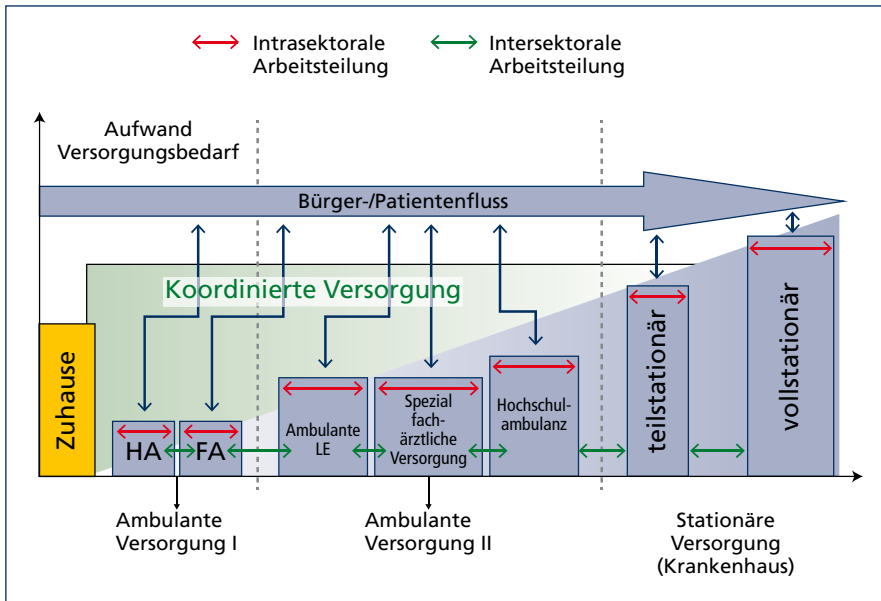 Intrasektorale
Arbeitsteilung
Intersektorale
Arbeitsteilung
Aufwand
Versorgungsbedarf
Bürger-/Patientenfluss
Koordinierte Versorgung
Zuhause
HA
FA
Ambulante
LE
Spezial
fach-
ärztliche
Versorgung
Hochschul-
ambulanz
teilstationär
vollstationär
Ambulante
Versorgung I
Ambulante
Versorgung II
Stationäre
Versorgung
(Krankenhaus)